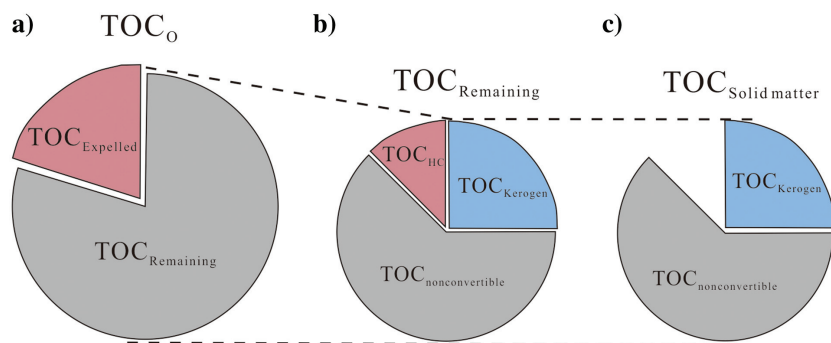 a) TOC_O
TOC_Expelled
TOC_Remaining
b) TOC_Remaining
TOC_HC
TOC_Kerogen
TOC_nonconvertible
c) TOC_Solid matter
TOC_Kerogen
TOC_nonconvertible